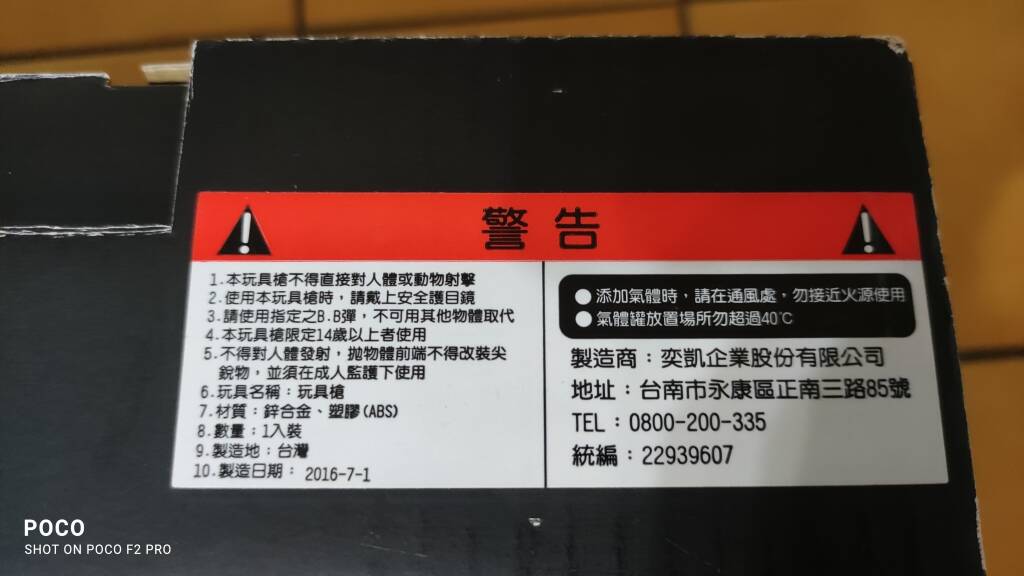 警告
1.本玩具槍不得直接對人體或動物射擊
2.使用本玩具槍時，請戴上安全護目鏡
3.請使用指定之B.B彈，不可用其他物體取代
4.本玩具槍限定14歲以上者使用
5.不得對人體發射，拋物體前端不得改裝尖
銳物，並須在成人監護下使用
6.玩具名稱：玩具槍
7.材質：鋅合金、塑膠(ABS)
8.數量：1入裝
9.製造地：台灣
10.製造日期： 2016-7-1
●添加氣體時，請在通風處，勿接近火源使用
●氣體罐放置場所勿超過40℃
製造商：奕凱企業股份有限公司
地址：台南市永康區正南三路85號
TEL：0800-200-335
統編：22939607
POCO
SHOT ON POCO F2 PRO